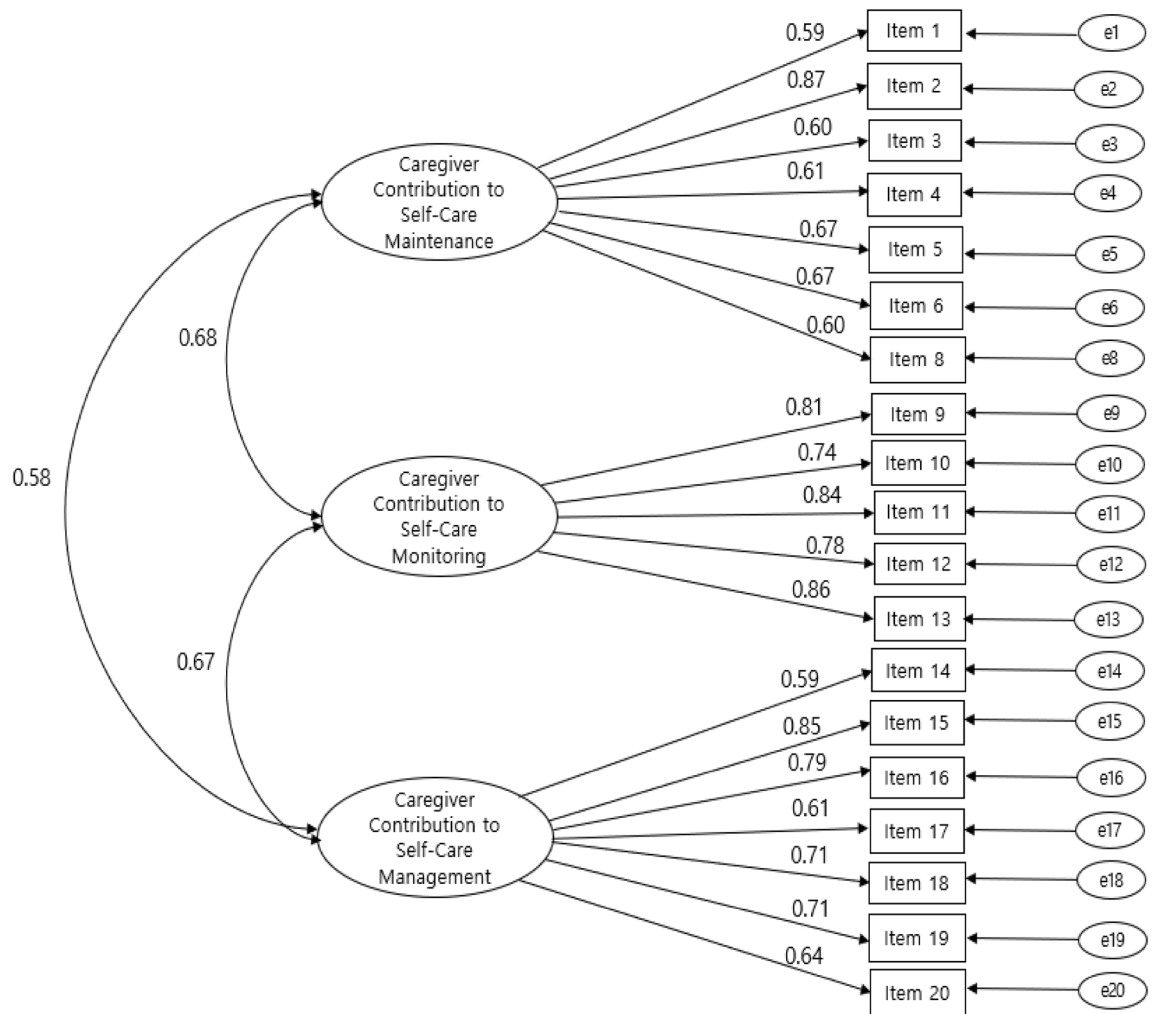 0.59
Item 1
e1
0.87
Item 2
e2
0.60
Item 3
e3
0.61
Item 4
e4
Caregiver
Contribution to
Self-Care
Maintenance
0.67
Item 5
e5
0.67
Item 6
e6
0.60
Item 8
e8
0.68
0.81
Item 9
e9
0.74
Item 10
e10
0.58
Caregiver
Contribution to
Self-Care
Monitoring
0.84
Item 11
e11
0.78
Item 12
e12
0.86
Item 13
e13
0.67
0.59
Item 14
e14
0.85
Item 15
e15
0.79
Item 16
e16
Caregiver
Contribution to
Self-Care
Management
0.61
Item 17
e17
0.71
Item 18
e18
0.71
Item 19
e19
0.64
Item 20
e20